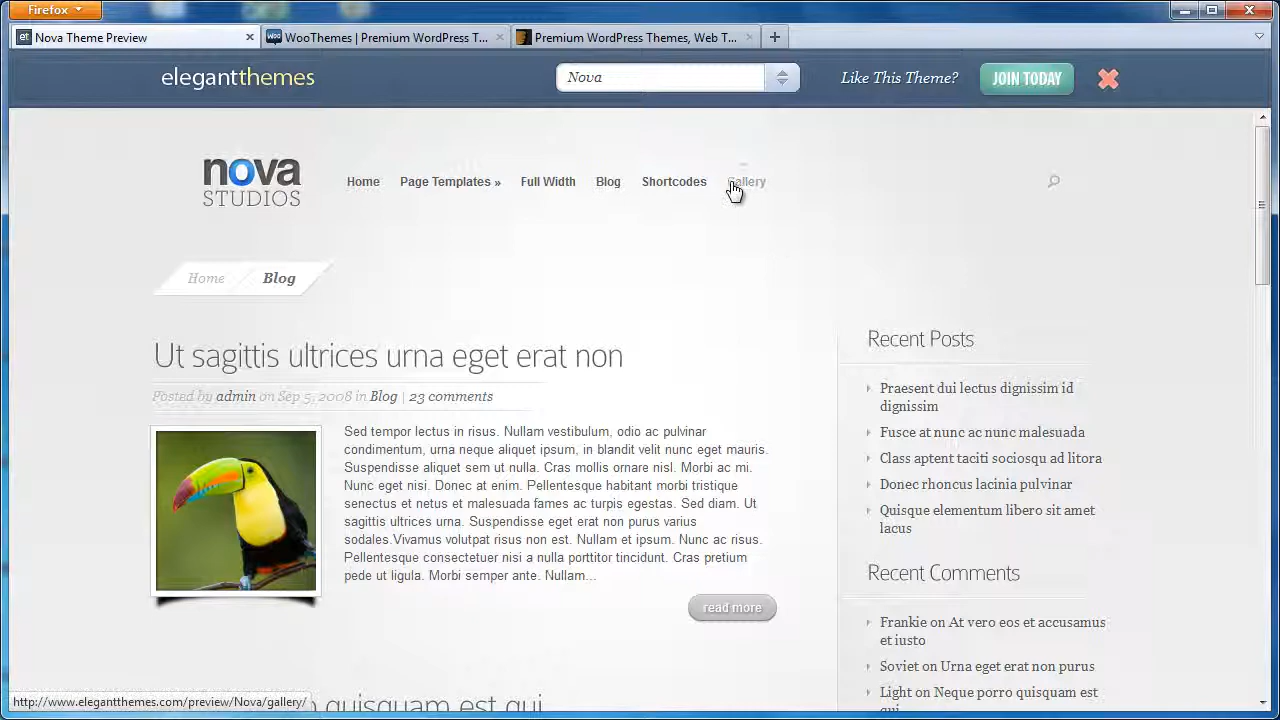 Firefox
Nova Theme Preview
WooThemes | Premium WordPress T...
Premium WordPress Themes, Web T...
elegantthemes
Nova
Like This Theme?
JOIN TODAY
nova
STUDIOS
Home
Page Templates »
Full Width
Blog
Shortcodes
Gallery
Home
Blog
Ut sagittis ultrices urna eget erat non
Posted by admin on Sep 5, 2008 in Blog | 23 comments
Sed tempor lectus in risus. Nullam vestibulum, odio ac pulvinar
condimentum, urna neque aliquet ipsum, in blandit velit nunc eget mauris.
Suspendisse aliquet sem ut nulla. Cras mollis ornare nisl. Morbi ac mi.
Nunc eget nisi. Donec at enim. Pellentesque habitant morbi tristique
senectus et netus et malesuada fames ac turpis egestas. Sed diam. Ut
sagittis ultrices urna. Suspendisse eget erat non purus varius
sodales.Vivamus volutpat risus non est. Nullam et ipsum. Nunc ac risus.
Pellentesque consectetuer nisi a nulla porttitor tincidunt. Cras pretium
pede ut ligula. Morbi semper ante. Nullam...
read more
Recent Posts
Praesent dui lectus dignissim id
dignissim
Fusce at nunc ac nunc malesuada
Class aptent taciti sociosqu ad litora
Donec rhoncus lacinia pulvinar
Quisque elementum libero sit amet
lacus
Recent Comments
Frankie on At vero eos et accusamus
et iusto
Soviet on Urna eget erat non purus
Light on Neque porro quisquam est
qui
quisquam est qui
http://www.elegantthemes.com/preview/Nova/gallery/